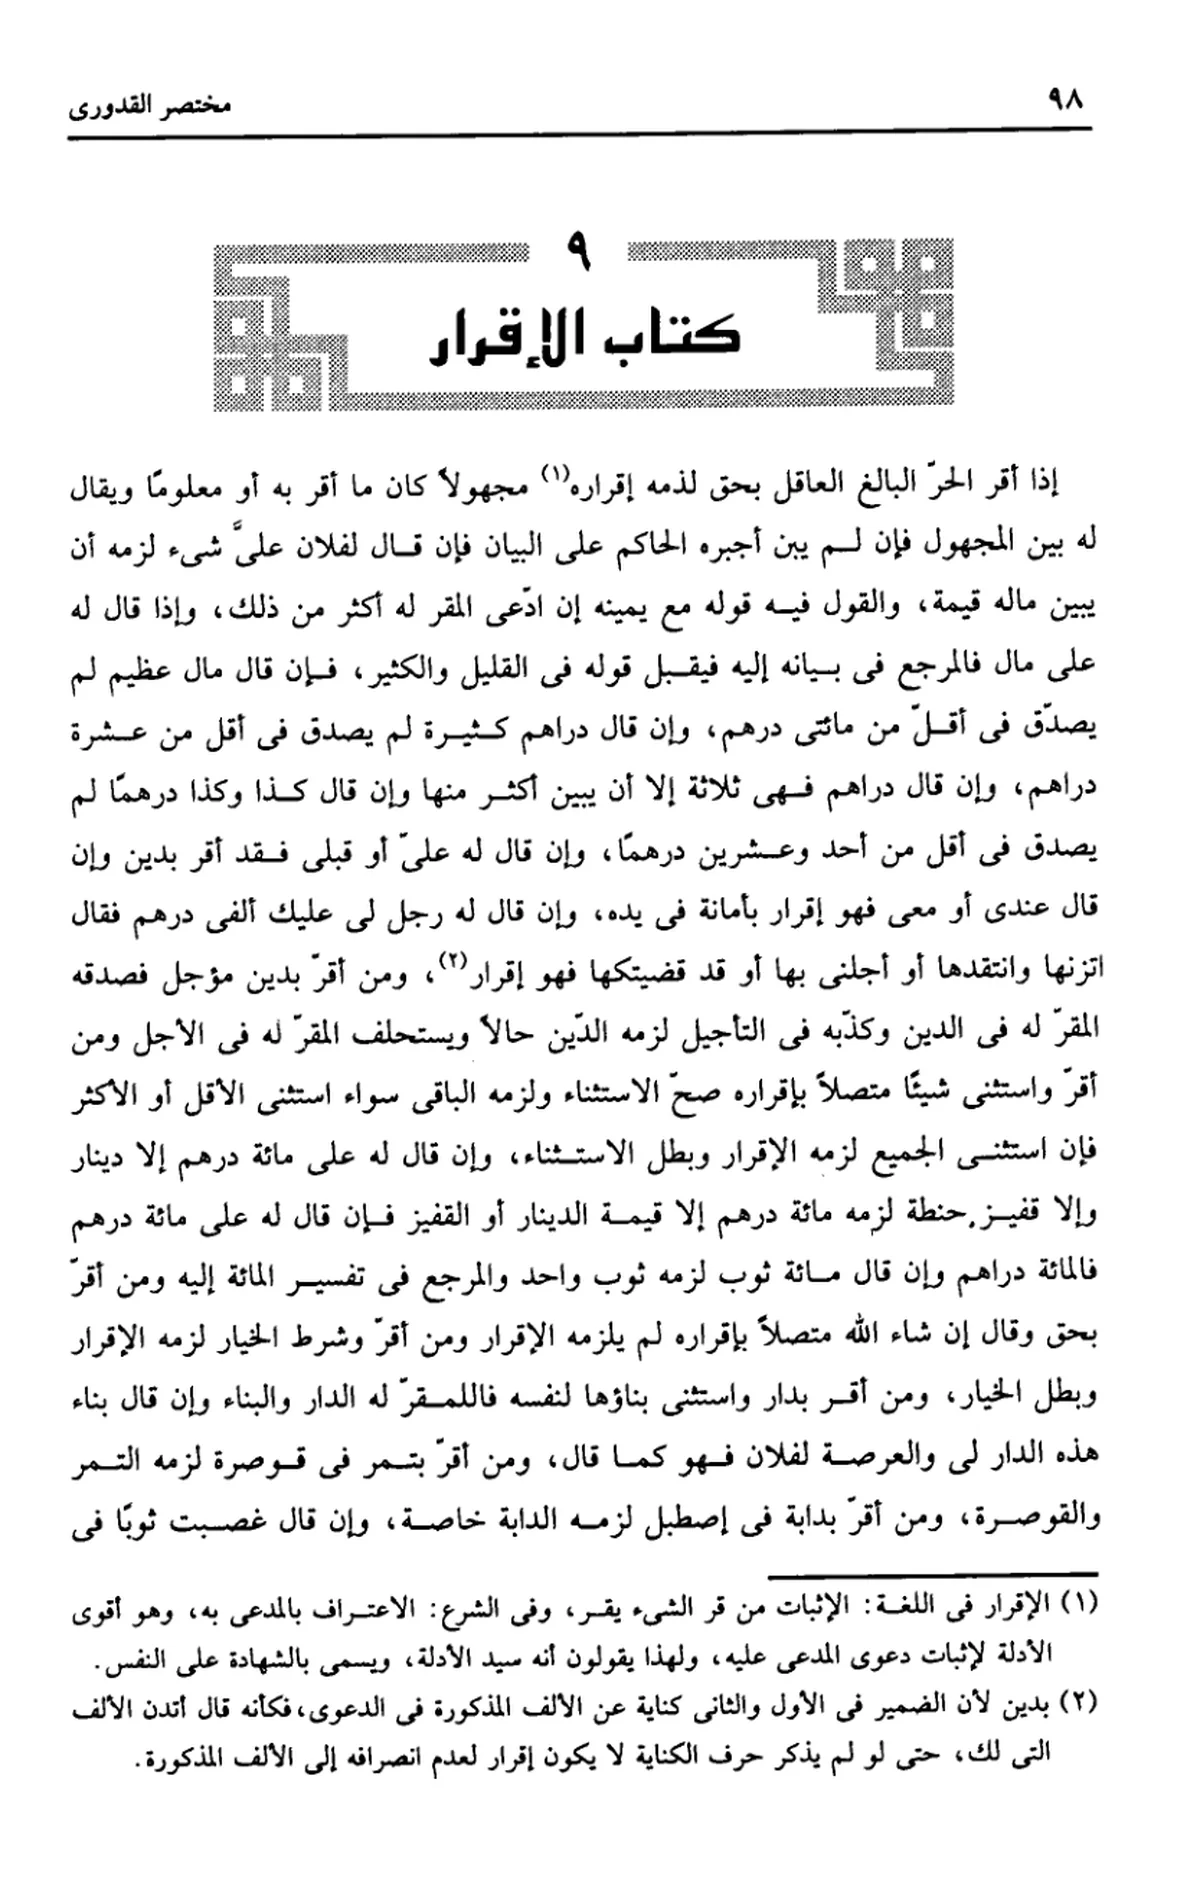 ٩٨
مختصر القدورى
٩
كتاب الإقرار
إذا أقر الحرّ البالغ العاقل بحق لذمه إقراره(١) مجهولاً كان ما أقر به أو معلومًا ويقال
له بين المجهول فإن لم يبن أجبره الحاكم على البيان فإن قال لفلان علىَّ شىء لزمه أن
يبين ماله قيمة، والقول فيه قوله مع يمينه إن ادّعى المقر له أكثر من ذلك، وإذا قال له
على مال فالمرجع فى بيانه إليه فيقبل قوله فى القليل والكثير، فإن قال مال عظيم لم
يصدّق فى أقلّ من مائتى درهم، وإن قال دراهم كثيرة لم يصدق فى أقل من عشرة
دراهم، وإن قال دراهم فهى ثلاثة إلا أن يبين أكثر منها وإن قال كذا وكذا درهمًا لم
يصدق فى أقل من أحد وعشرين درهمًا، وإن قال له علىّ أو قبلى فقد أقر بدين وإن
قال عندى أو معى فهو إقرار بأمانة فى يده، وإن قال له رجل لى عليك ألفى درهم فقال
اتزنها وانتقدها أو أجلنى بها أو قد قضيتكها فهو إقرار(٢)، ومن أقرّ بدين مؤجل فصدقه
المقرّ له فى الدين وكذّبه فى التأجيل لزمه الدّين حالاً ويستحلف المقرّ له فى الأجل ومن
أقرّ واستثنى شيئًا متصلاً بإقراره صحّ الاستثناء ولزمه الباقى سواء استثنى الأقل أو الأكثر
فإن استثنى الجميع لزمه الإقرار وبطل الاستثناء، وإن قال له على مائة درهم إلا دينار
وإلا قفيز حنطة لزمه مائة درهم إلا قيمة الدينار أو القفيز فإن قال له على مائة درهم
فالمائة دراهم وإن قال مائة ثوب لزمه ثوب واحد والمرجع فى تفسير المائة إليه ومن أقرّ
بحق وقال إن شاء الله متصلاً بإقراره لم يلزمه الإقرار ومن أقرّ وشرط الخيار لزمه الإقرار
وبطل الخيار، ومن أقر بدار واستثنى بناؤها لنفسه فاللمقرّ له الدار والبناء وإن قال بناء
هذه الدار لى والعرصة لفلان فهو كما قال، ومن أقرّ بتمر فى قوصرة لزمه التمر
والقوصرة، ومن أقرّ بدابة فى إصطبل لزمه الدابة خاصة، وإن قال غصبت ثوبًا فى
(١) الإقرار فى اللغة: الإثبات من قر الشىء يقر، وفى الشرع: الاعتراف بالمدعى به، وهو أقوى
الأدلة لإثبات دعوى المدعى عليه، ولهذا يقولون أنه سيد الأدلة، ويسمى بالشهادة على النفس.
(٢) بدين لأن الضمير فى الأول والثانى كناية عن الألف المذكورة فى الدعوى، فكأنه قال أتدن الألف
التى لك، حتى لو لم يذكر حرف الكناية لا يكون إقرار لعدم انصرافه إلى الألف المذكورة.